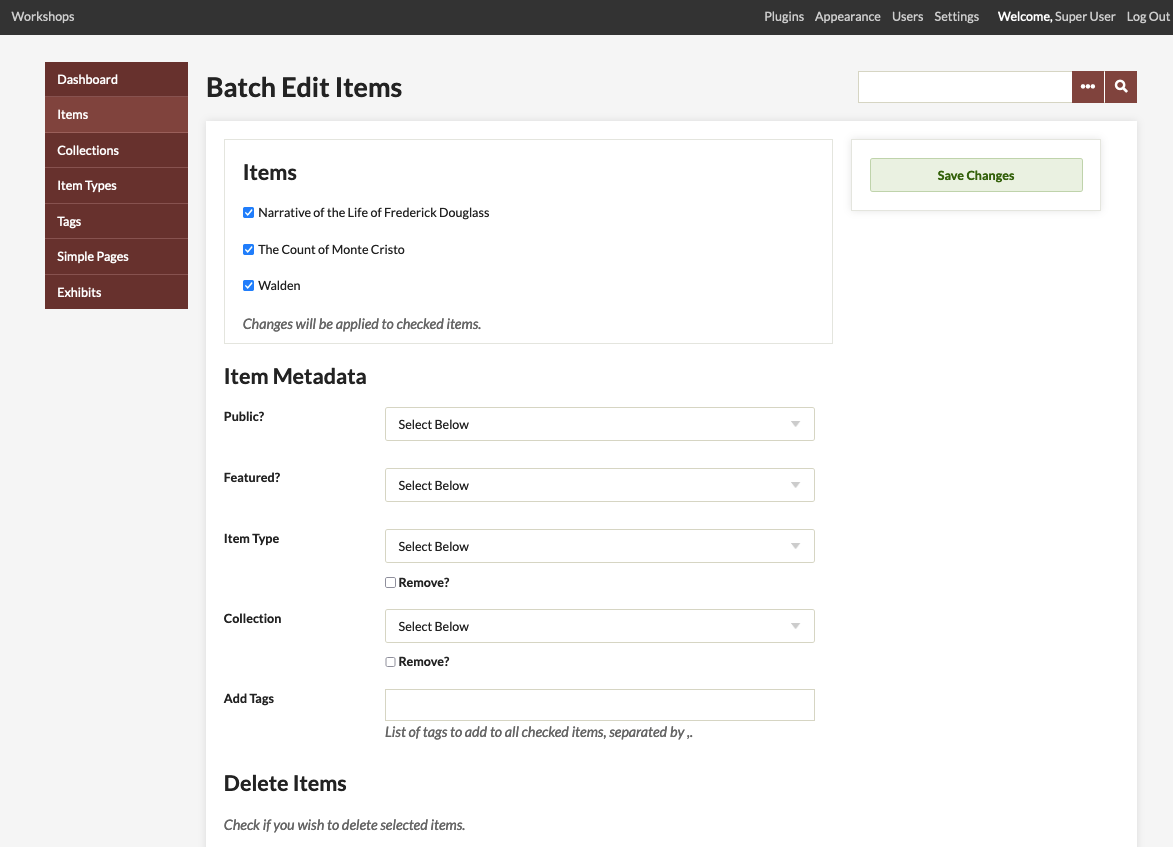 Workshops
Plugins Appearance Users Settings Welcome, Super User Log Out
Dashboard
Items
Collections
Item Types
Tags
Simple Pages
Exhibits
Batch Edit Items
Items
Narrative of the Life of Frederick Douglass
The Count of Monte Cristo
Walden
Changes will be applied to checked items.
Save Changes
Item Metadata
Public? Select Below
Featured? Select Below
Item Type Select Below
Remove?
Collection Select Below
Remove?
Add Tags
List of tags to add to all checked items, separated by ,.
Delete Items
Check if you wish to delete selected items.